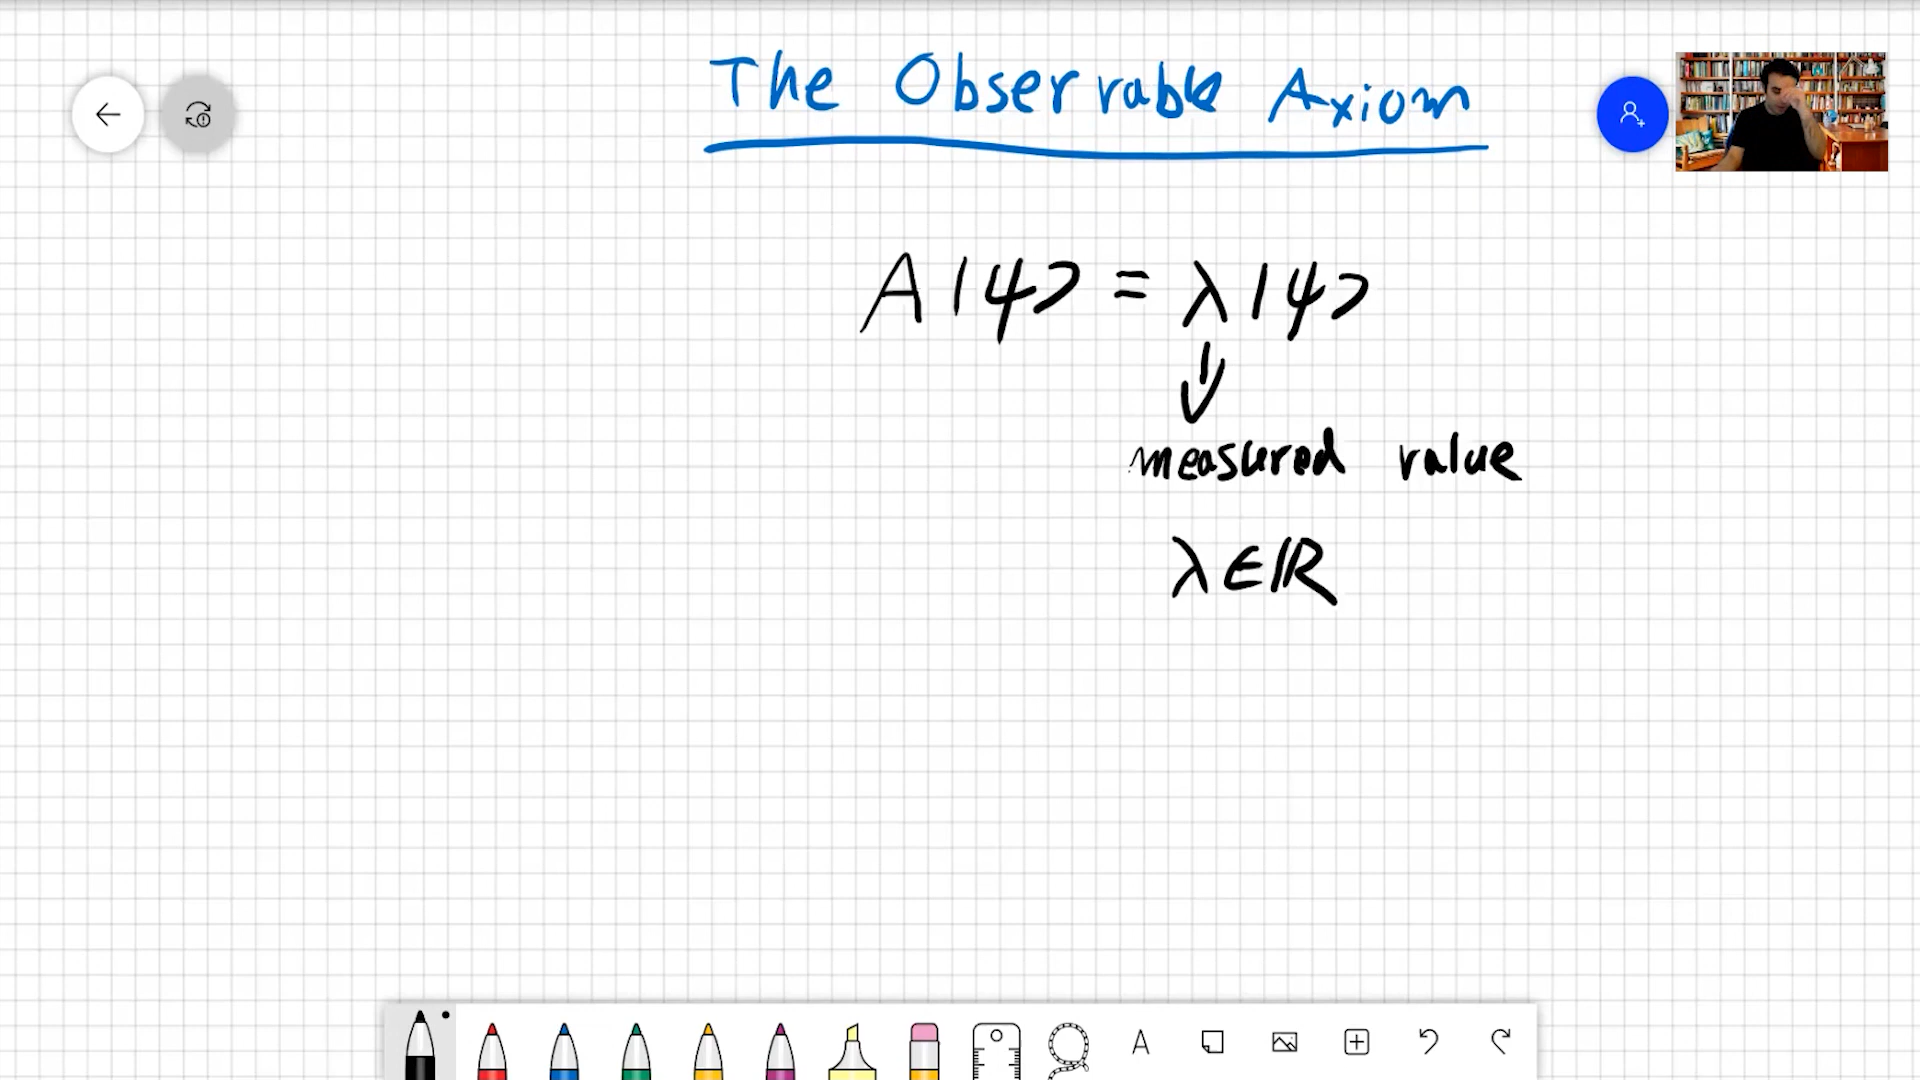 The Observable Axiom
A|ψ> = λ|ψ>
measured value
λ∈ℝ
A